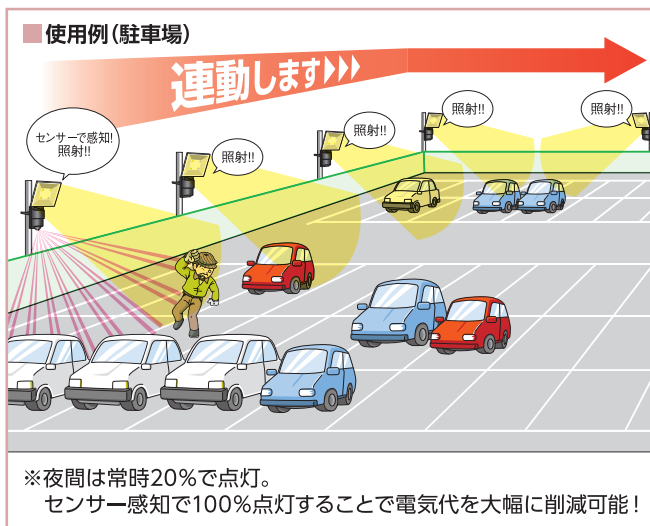 ■使用例(駐車場)
連動します
センサーで感知!
照射!!
照射!!
照射!!
照射!!
照射!!
※夜間は常時20%で点灯。
センサー感知で100%点灯することで電気代を大幅に削減可能!